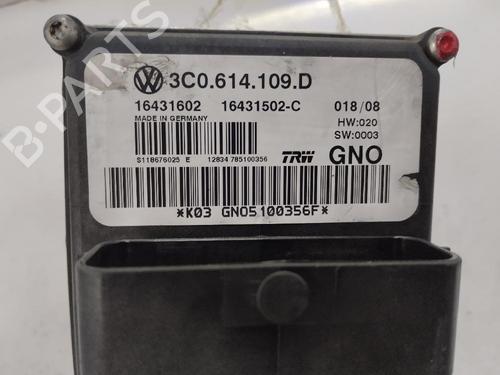 3C0.614.109.D
16431602 16431502-C 018/08
MADE IN GERMANY HW:020
SW:0003
S118676025 E 12834 785100356 TRW GNO
*K03 GNO5100356F*
B-Parts